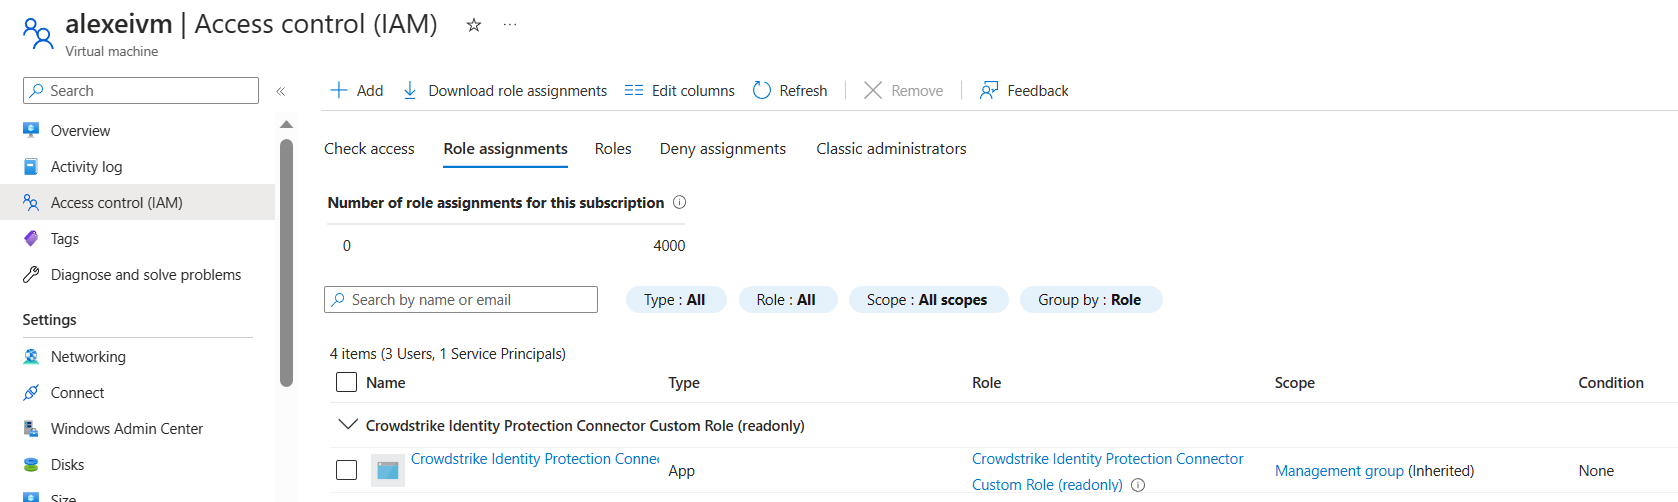 alexeivm | Access control (IAM) ☆ ...
Virtual machine
Search «
Overview
Activity log
Access control (IAM)
Tags
Diagnose and solve problems
Settings
Networking
Connect
Windows Admin Center
Disks
Size
Add Download role assignments Edit columns Refresh Remove Feedback
Check access Role assignments Roles Deny assignments Classic administrators
Number of role assignments for this subscription
0 4000
Search by name or email Type : All Role : All Scope : All scopes Group by : Role
4 items (3 Users, 1 Service Principals)
Name Type Role Scope Condition
Crowdstrike Identity Protection Connector Custom Role (readonly)
Crowdstrike Identity Protection Connec App Crowdstrike Identity Protection Connector Management group (Inherited) None
Custom Role (readonly)